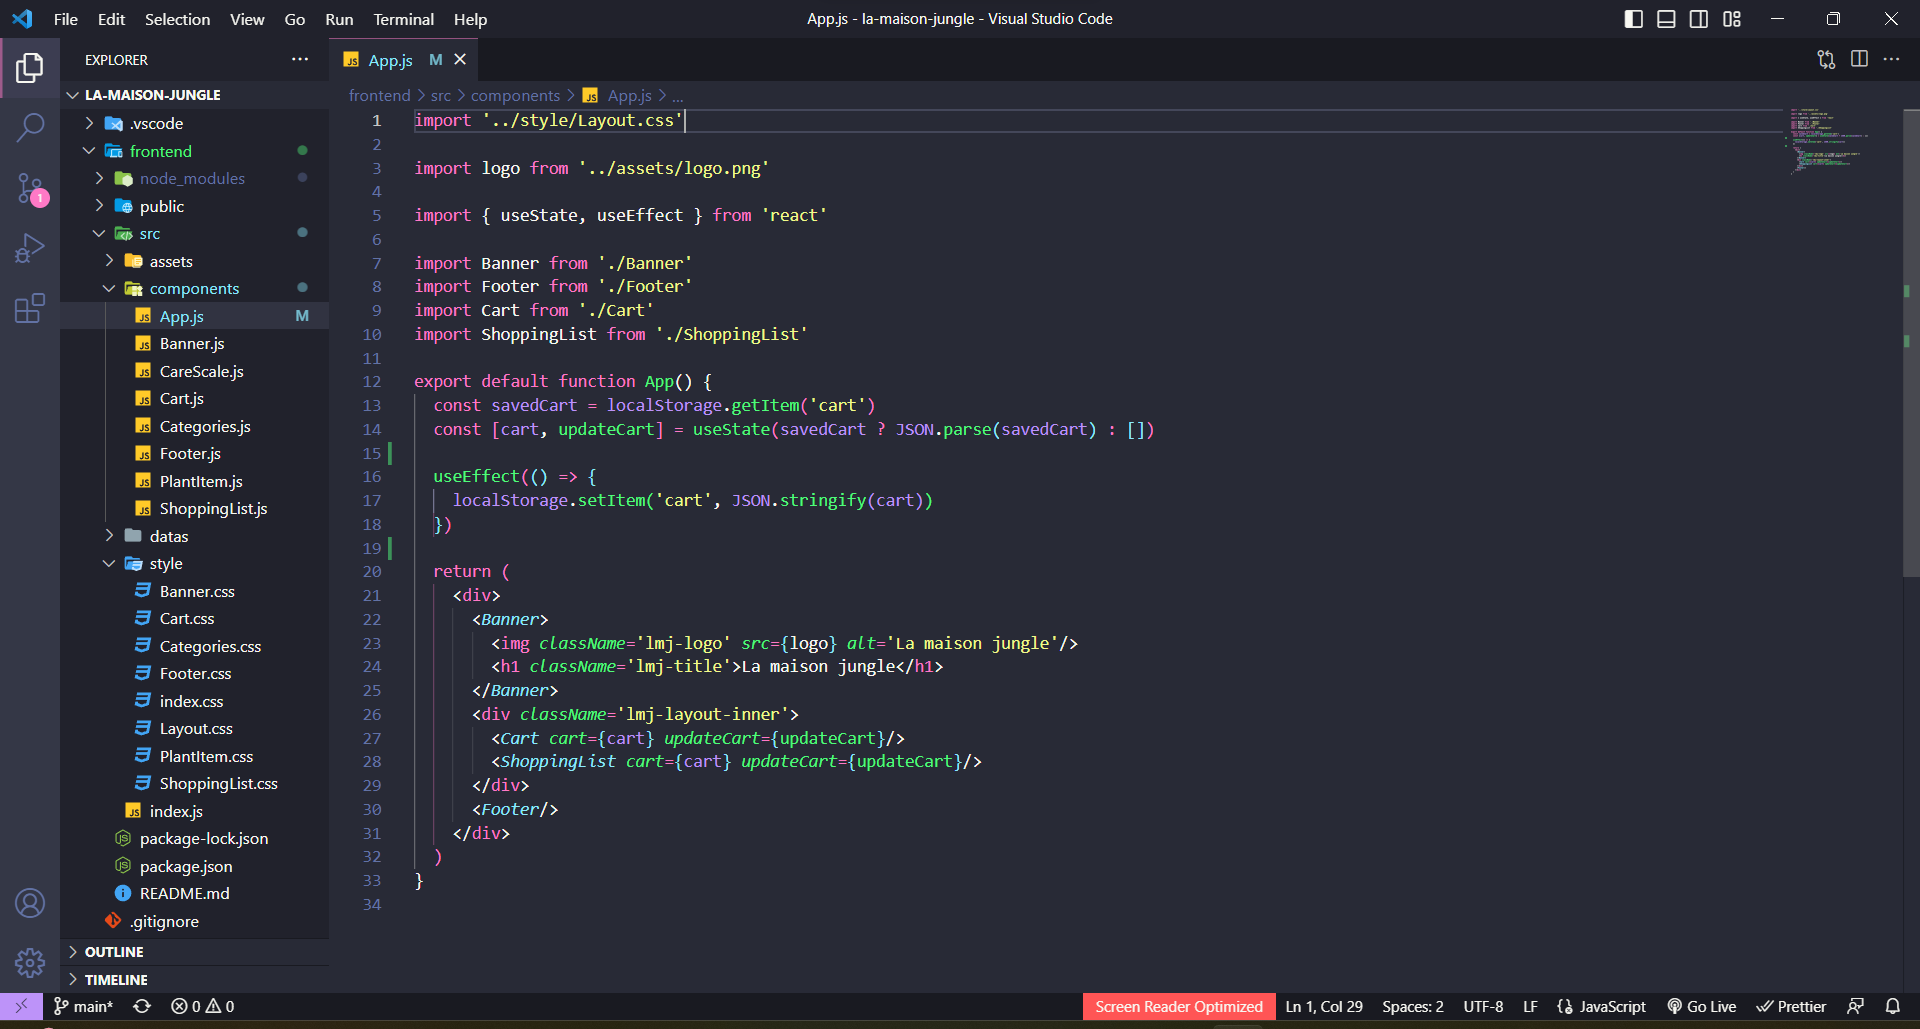 File Edit Selection View Go Run Terminal Help
App.js - la-maison-jungle - Visual Studio Code
EXPLORER
LA-MAISON-JUNGLE
.vscode
frontend
node_modules
public
src
assets
components
App.js M
Banner.js
CareScale.js
Cart.js
Categories.js
Footer.js
PlantItem.js
ShoppingList.js
datas
style
Banner.css
Cart.css
Categories.css
Footer.css
index.css
Layout.css
PlantItem.css
ShoppingList.css
index.js
package-lock.json
package.json
README.md
.gitignore
OUTLINE
TIMELINE
1
JS App.js M
frontend > src > components > JS App.js > ...
1 import '../style/Layout.css'
2
3 import logo from '../assets/logo.png'
4
5 import { useState, useEffect } from 'react'
6
7 import Banner from './Banner'
8 import Footer from './Footer'
9 import Cart from './Cart'
10 import ShoppingList from './ShoppingList'
11
12 export default function App() {
13   const savedCart = localStorage.getItem('cart')
14   const [cart, updateCart] = useState(savedCart ? JSON.parse(savedCart) : [])
15
16   useEffect(() => {
17     localStorage.setItem('cart', JSON.stringify(cart))
18   })
19
20   return (
21     <div>
22       <Banner>
23         <img className='lmj-logo' src={logo} alt='La maison jungle'/>
24         <h1 className='lmj-title'>La maison jungle</h1>
25       </Banner>
26       <div className='lmj-layout-inner'>
27         <Cart cart={cart} updateCart={updateCart}/>
28         <ShoppingList cart={cart} updateCart={updateCart}/>
29       </div>
30       <Footer/>
31     </div>
32   )
33 }
34
main* 0 0 Screen Reader Optimized Ln 1, Col 29 Spaces: 2 UTF-8 LF {} JavaScript Go Live Prettier